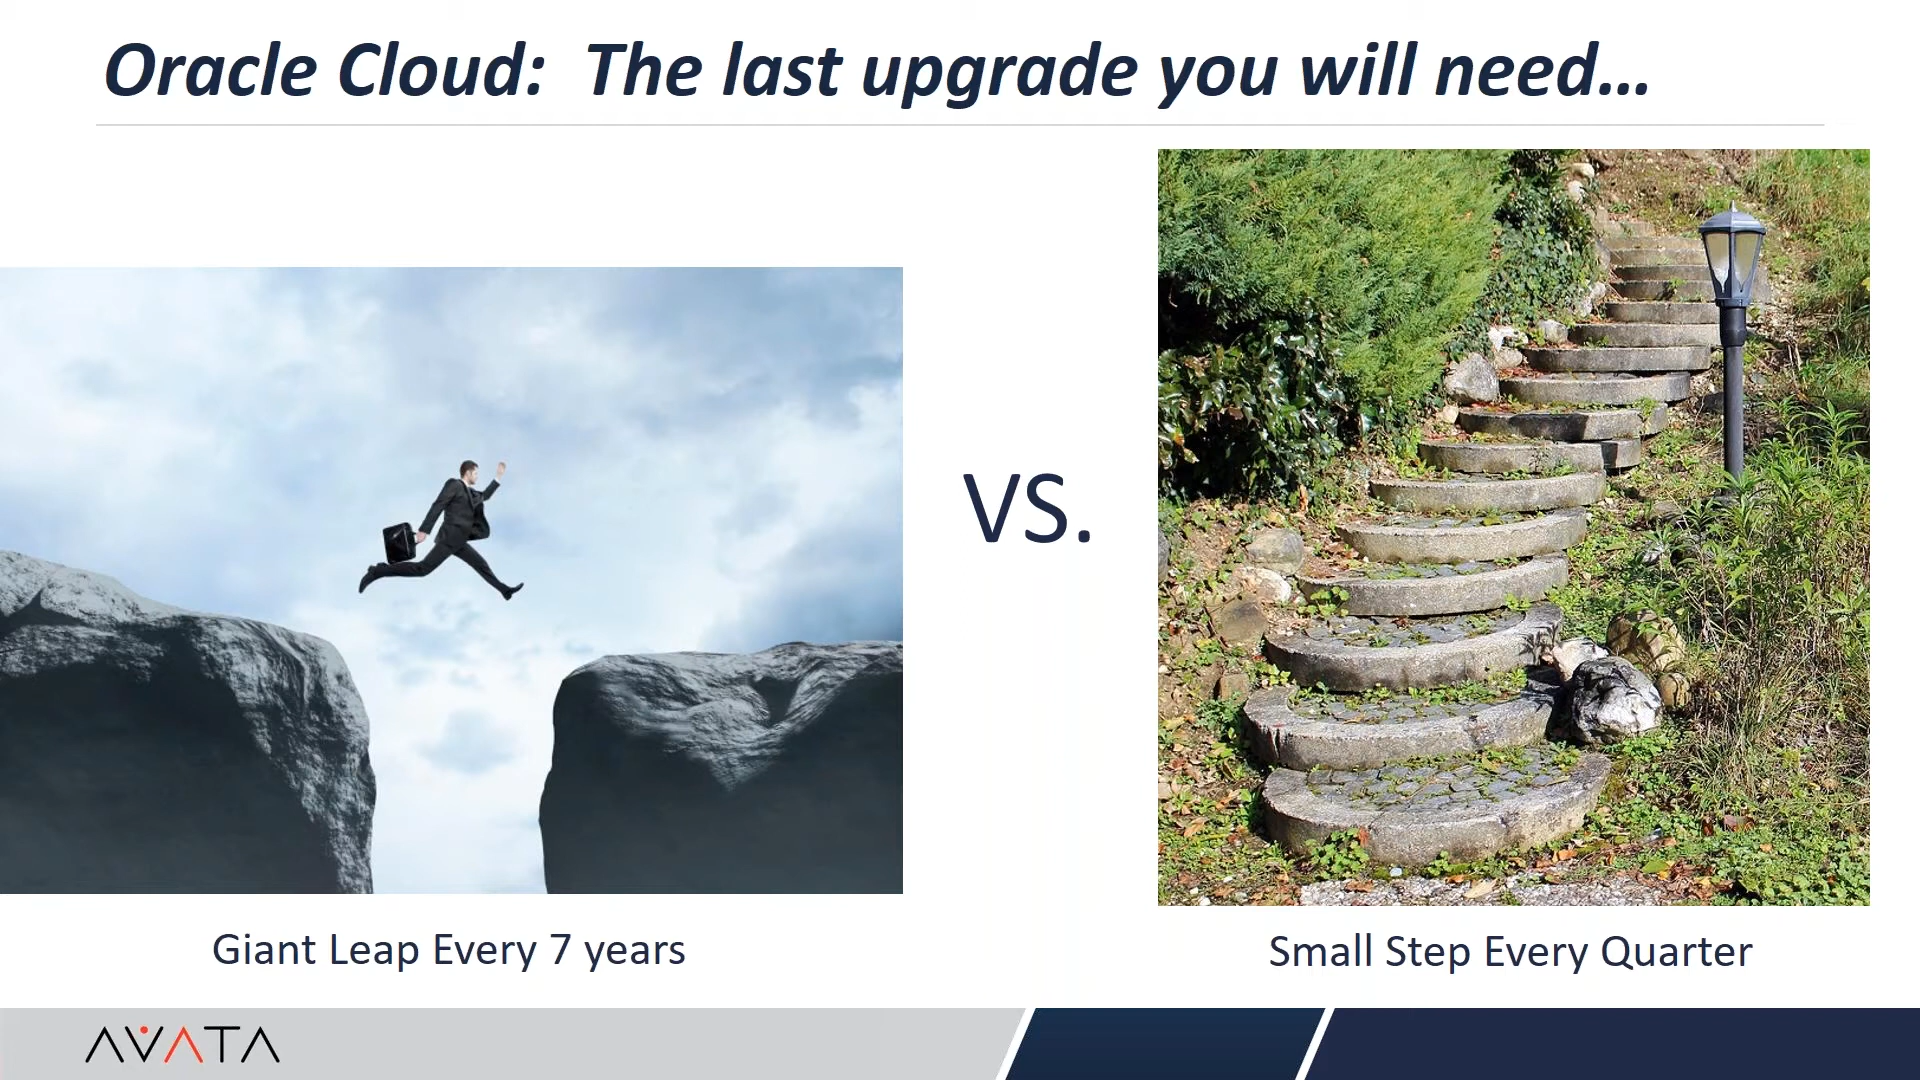 Oracle Cloud:  The last upgrade you will need...
VS.
Giant Leap Every 7 years
Small Step Every Quarter
AVATA